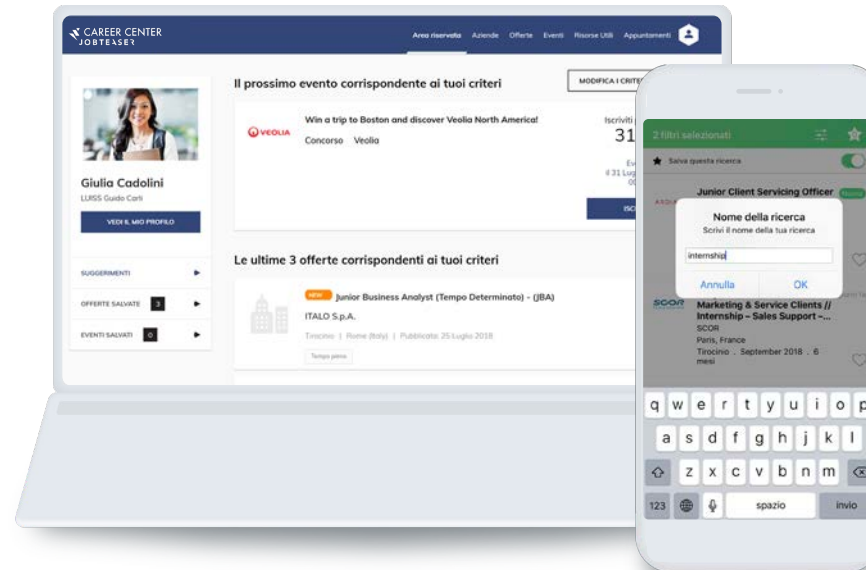 CAREER CENTER
JOBTEASER
Area riservata Aziende Offerte Eventi Risorse Utili Appuntamenti
Il prossimo evento corrispondente ai tuoi criteri
MODIFICA I
VEOLIA
Win a trip to Boston and discover Veolia North America!
Concorso Veolia
Iscriviti
31
Giulia Cadolini
LUISS Guido Carli
VEDI IL MIO PROFILO
SUGGERIMENTI
OFFERTE SALVATE 3
EVENTI SALVATI 0
Le ultime 3 offerte corrispondenti ai tuoi criteri
NEW Junior Business Analyst (Tempo Determinato) - (JBA)
ITALO S.p.A.
Tirocinio | Rome (Italy) | Pubblicata: 25 Luglio 2018
Tempo pieno
2 filtri selezionati
Salva questa ricerca
Junior Client Servicing Officer
Nome della ricerca
Scrivi il nome della tua ricerca
internship
Annulla OK
SCOR
Marketing & Service Clients //
Internship – Sales Support –...
SCOR
Paris, France
Tirocinio . September 2018 . 6
mesi
q w e r t y u i o p
a s d f g h j k l
z x c v b n m
123 spazio invio